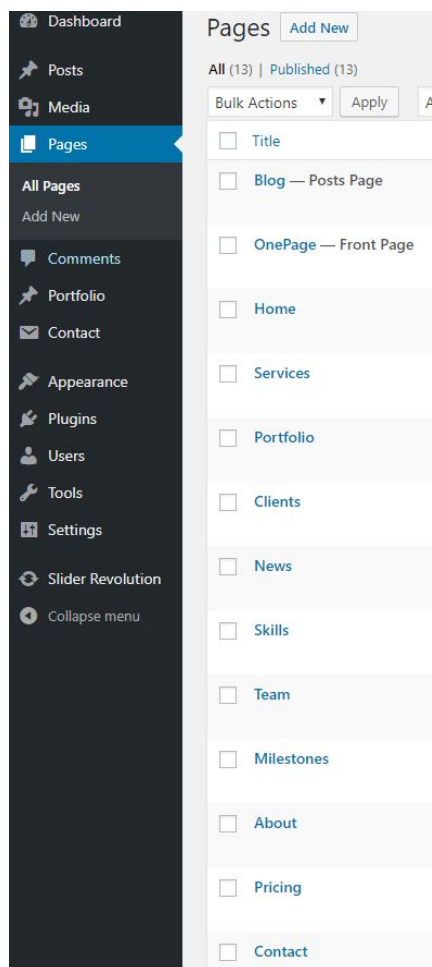 Dashboard
Posts
Media
Pages
All Pages
Add New
Comments
Portfolio
Contact
Appearance
Plugins
Users
Tools
Settings
Slider Revolution
Collapse menu
Pages Add New
All (13) | Published (13)
Bulk Actions Apply A
Title
Blog — Posts Page
OnePage — Front Page
Home
Services
Portfolio
Clients
News
Skills
Team
Milestones
About
Pricing
Contact